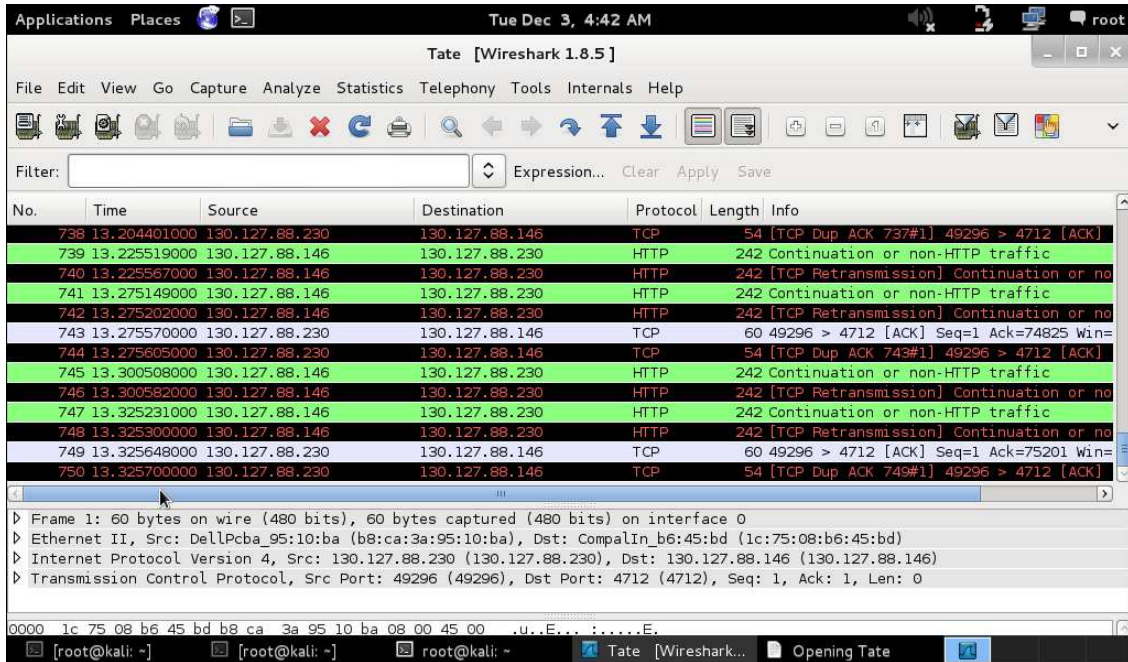 Applications Places Tue Dec 3, 4:42 AM root
Tate [Wireshark 1.8.5 ]
File Edit View Go Capture Analyze Statistics Telephony Tools Internals Help
Filter: Expression... Clear Apply Save
No. Time Source Destination Protocol Length Info
738 13.204401000 130.127.88.230 130.127.88.146 TCP 54 [TCP Dup ACK 737#1] 49296 > 4712 [ACK]
739 13.225519000 130.127.88.146 130.127.88.230 HTTP 242 Continuation or non-HTTP traffic
740 13.225567000 130.127.88.146 130.127.88.230 HTTP 242 [TCP Retransmission] Continuation or no
741 13.275149000 130.127.88.146 130.127.88.230 HTTP 242 Continuation or non-HTTP traffic
742 13.275202000 130.127.88.146 130.127.88.230 HTTP 242 [TCP Retransmission] Continuation or no
743 13.275570000 130.127.88.230 130.127.88.146 TCP 60 49296 > 4712 [ACK] Seq=1 Ack=74825 Win=
744 13.275605000 130.127.88.230 130.127.88.146 TCP 54 [TCP Dup ACK 743#1] 49296 > 4712 [ACK]
745 13.300508000 130.127.88.146 130.127.88.230 HTTP 242 Continuation or non-HTTP traffic
746 13.300582000 130.127.88.146 130.127.88.230 HTTP 242 [TCP Retransmission] Continuation or no
747 13.325231000 130.127.88.146 130.127.88.230 HTTP 242 Continuation or non-HTTP traffic
748 13.325300000 130.127.88.146 130.127.88.230 HTTP 242 [TCP Retransmission] Continuation or no
749 13.325648000 130.127.88.230 130.127.88.146 TCP 60 49296 > 4712 [ACK] Seq=1 Ack=75201 Win=
750 13.325700000 130.127.88.230 130.127.88.146 TCP 54 [TCP Dup ACK 749#1] 49296 > 4712 [ACK]
Frame 1: 60 bytes on wire (480 bits), 60 bytes captured (480 bits) on interface 0
Ethernet II, Src: DellPcba_95:10:ba (b8:ca:3a:95:10:ba), Dst: CompalIn_b6:45:bd (1c:75:08:b6:45:bd)
Internet Protocol Version 4, Src: 130.127.88.230 (130.127.88.230), Dst: 130.127.88.146 (130.127.88.146)
Transmission Control Protocol, Src Port: 49296 (49296), Dst Port: 4712 (4712), Seq: 1, Ack: 1, Len: 0
0000 1c 75 08 b6 45 bd b8 ca 3a 95 10 ba 08 00 45 00 .u..E... :.....E.
[root@kali: ~] [root@kali: ~] root@kali: ~ Tate [Wireshark... Opening Tate